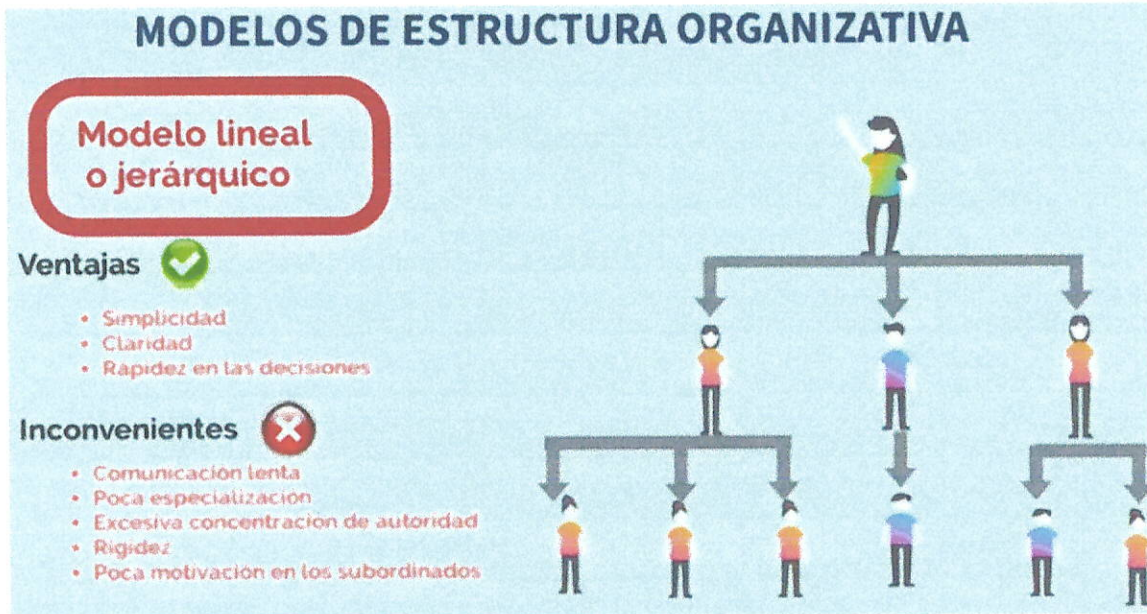 MODELOS DE ESTRUCTURA ORGANIZATIVA
Modelo lineal
o jerárquico
Ventajas
• Simplicidad
• Claridad
• Rapidez en las decisiones
Inconvenientes
• Comunicación lenta
• Poca especialización
• Excesiva concentración de autoridad
• Rigidez
• Poca motivación en los subordinados